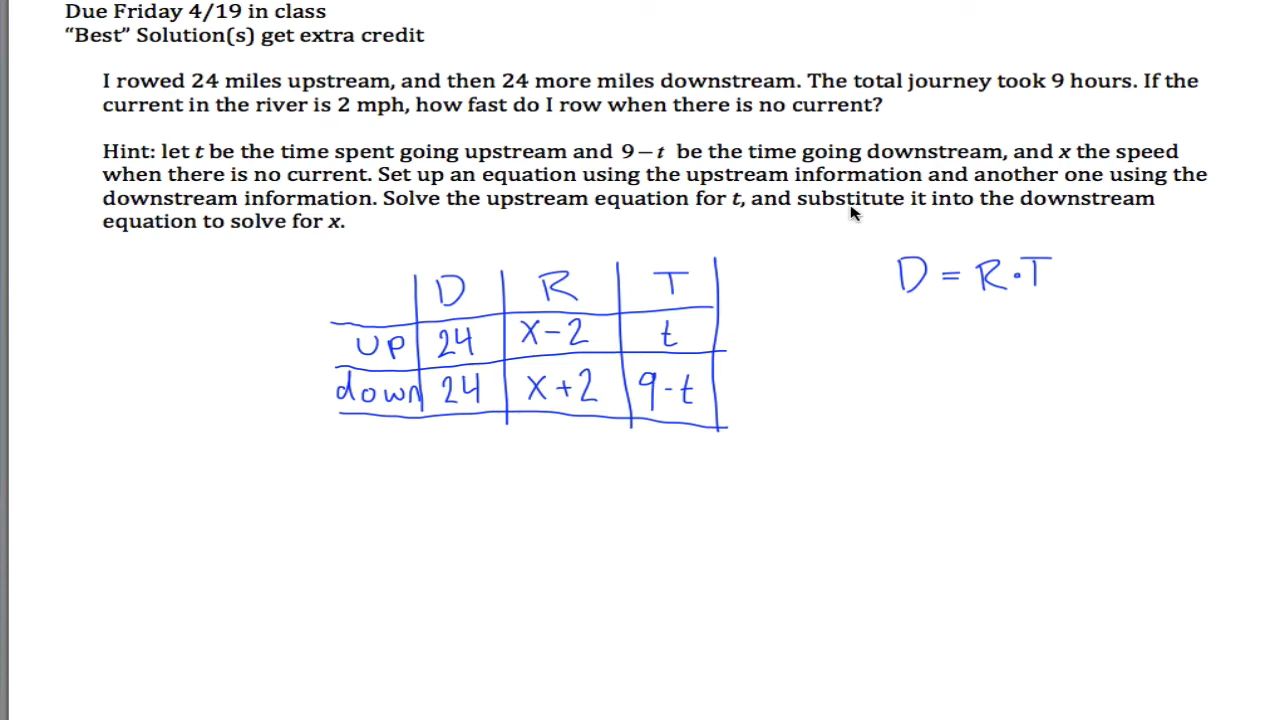 Due Friday 4/19 in class
“Best” Solution(s) get extra credit
I rowed 24 miles upstream, and then 24 more miles downstream. The total journey took 9 hours. If the
current in the river is 2 mph, how fast do I row when there is no current?
Hint: let t be the time spent going upstream and 9−t be the time going downstream, and x the speed
when there is no current. Set up an equation using the upstream information and another one using the
downstream information. Solve the upstream equation for t, and substitute it into the downstream
equation to solve for x.
D = R·T
D R T
up 24 x−2 t
down 24 x+2 9-t